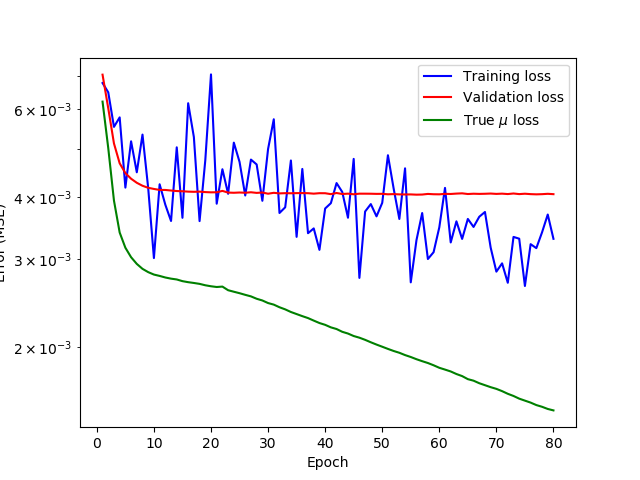 Training loss
Validation loss
True μ loss
6 × 10⁻³
4 × 10⁻³
3 × 10⁻³
2 × 10⁻³
(MSE)
0 10 20 30 40 50 60 70 80
Epoch